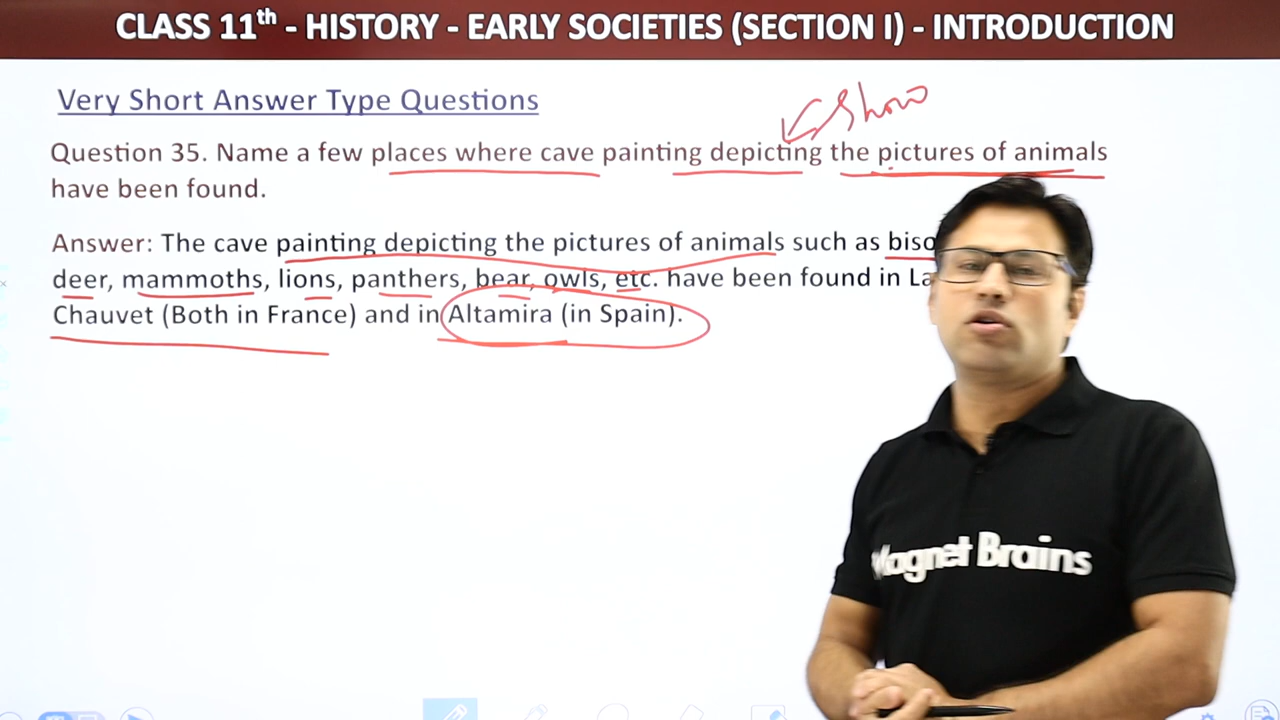 CLASS 11th - HISTORY - EARLY SOCIETIES (SECTION I) - INTRODUCTION
Very Short Answer Type Questions
Show
Question 35. Name a few places where cave painting depicting the pictures of animals
have been found.
Answer: The cave painting depicting the pictures of animals such as
deer, mammoths, lions, panthers, bear, owls, etc. have been found in
Chauvet (Both in France) and in Altamira (in Spain).
Magnet Brains